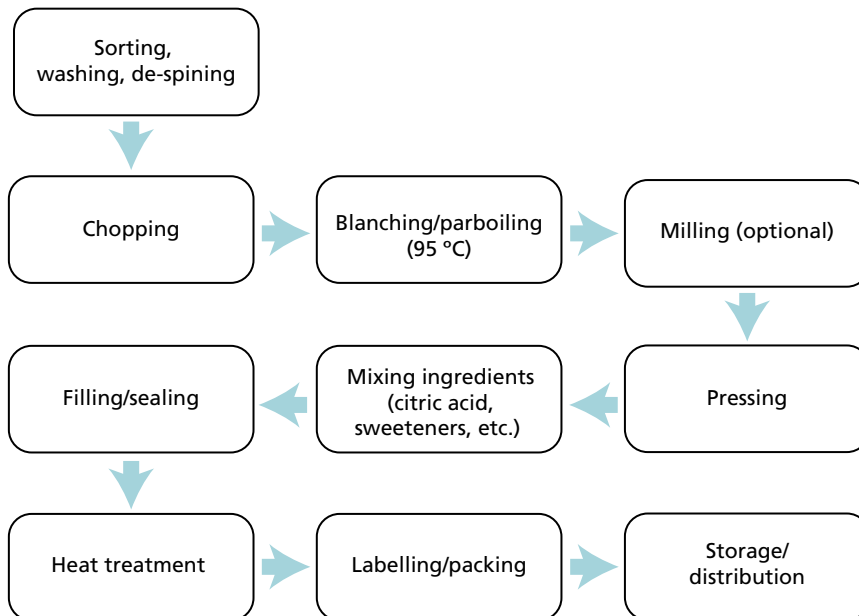 Sorting,
washing, de-spining
Chopping
Blanching/parboiling
(95 ºC)
Milling (optional)
Pressing
Mixing ingredients
(citric acid,
sweeteners, etc.)
Filling/sealing
Heat treatment
Labelling/packing
Storage/
distribution